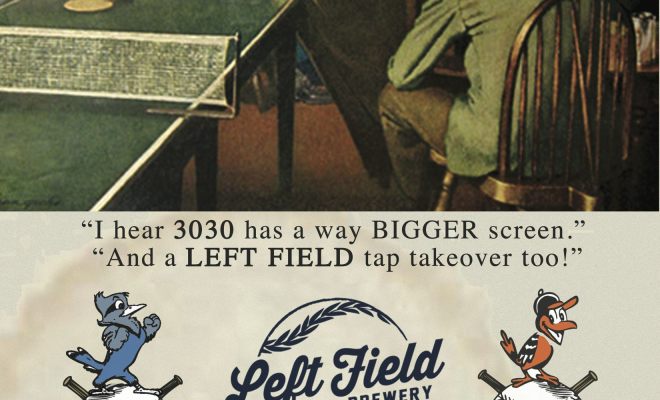 “I hear 3030 has a way BIGGER screen.”
“And a LEFT FIELD tap takeover too!”
Left Field
BREWERY